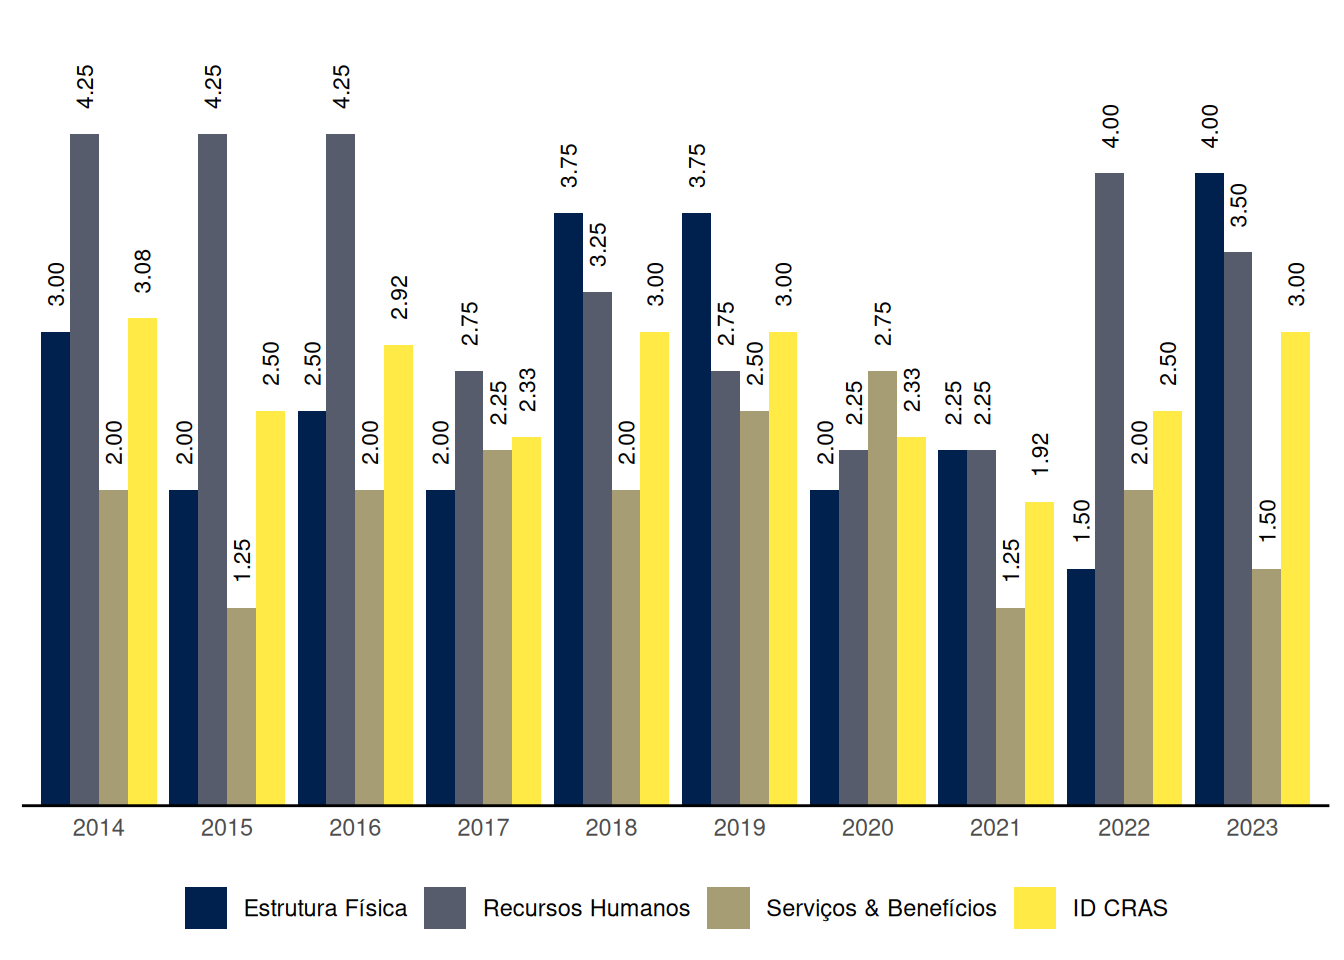 4.25 4.25 4.25
4.00 4.00
3.75 3.75
3.50
3.25
3.00 3.08 2.92 3.00 3.00 3.00
2.75 2.75 2.75
2.50 2.50 2.50 2.50
2.25 2.33 2.25 2.33 2.25 2.25
2.00 2.00 2.00 2.00 2.00 2.00 2.00
1.92
1.50 1.50
1.25 1.25
2014 2015 2016 2017 2018 2019 2020 2021 2022 2023
Estrutura Física Recursos Humanos Serviços & Benefícios ID CRAS